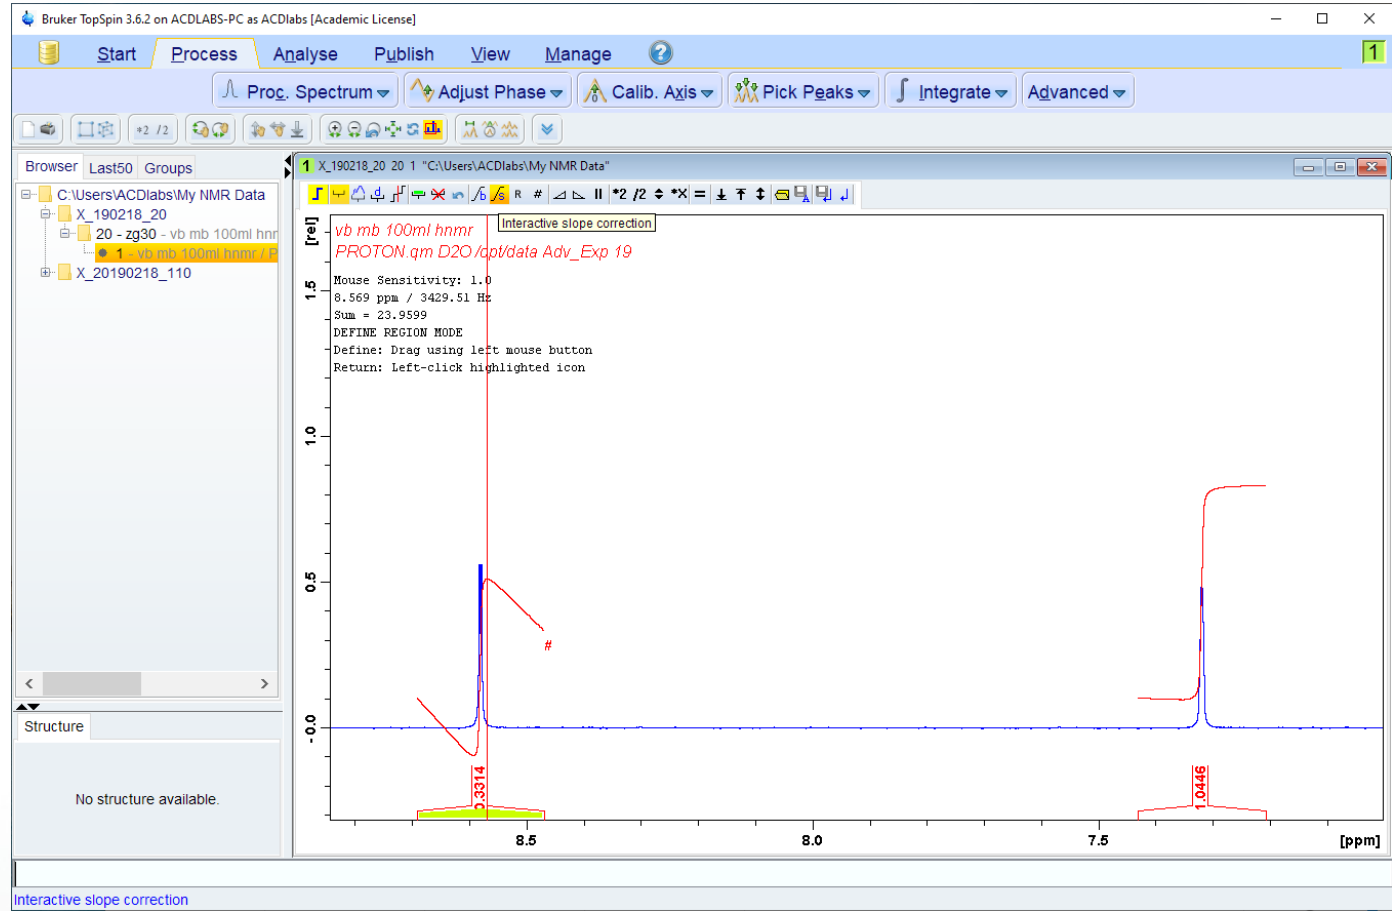 Bruker TopSpin 3.6.2 on ACDLABS-PC as ACDlabs [Academic License]
Start Process Analyse Publish View Manage ? 1
Proc. Spectrum Adjust Phase Calib. Axis Pick Peaks Integrate Advanced
*2 /2
Browser Last50 Groups
C:\Users\ACDlabs\My NMR Data
X_190218_20
20 - zg30 - vb mb 100ml hnmr
1 - vb mb 100ml hnmr / P
X_20190218_110
1 X_190218_20 20 1 "C:\Users\ACDlabs\My NMR Data"
R # *2 /2 *X =
Interactive slope correction
[rel]
vb mb 100ml hnmr
PROTON.qm D2O /opt/data Adv_Exp 19
Mouse Sensitivity: 1.0
8.569 ppm / 3429.51 Hz
Sum = 23.9599
DEFINE REGION MODE
Define: Drag using left mouse button
Return: Left-click highlighted icon
1.5
1.0
0.5
-0.0
#
0.3314
1.0446
8.5 8.0 7.5 [ppm]
Structure
No structure available.
Interactive slope correction